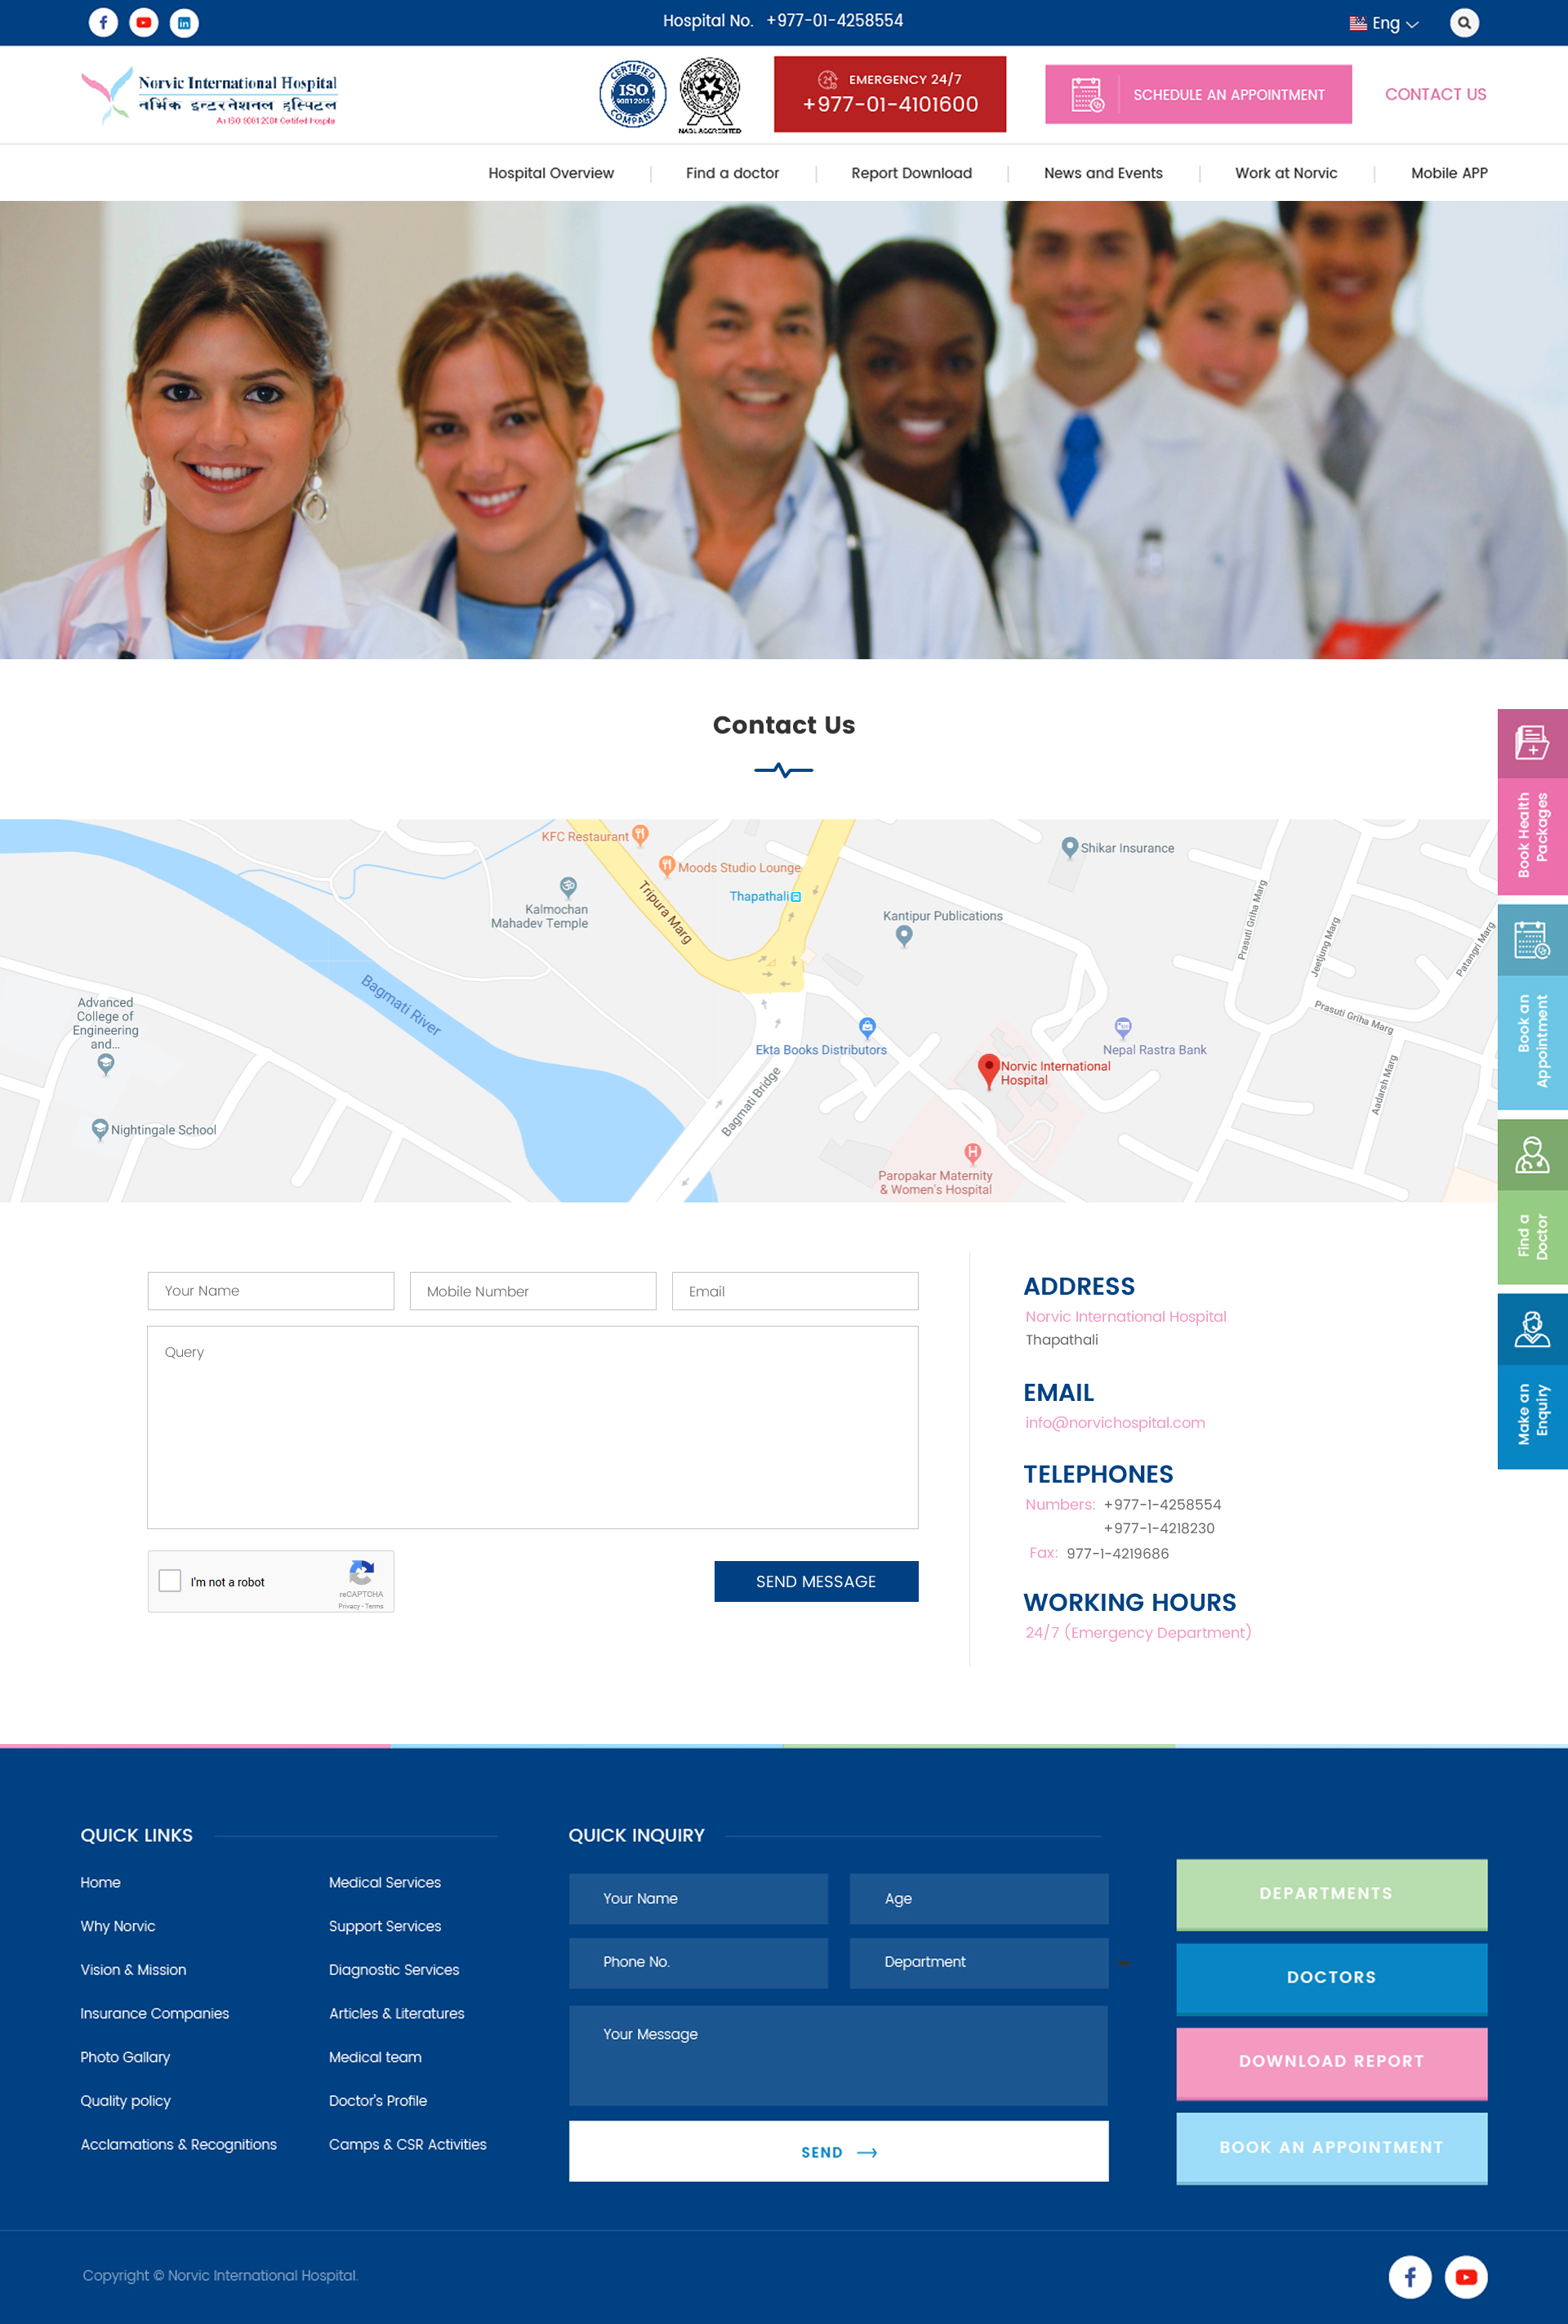 Hospital No. +977-01-4258554
Eng
Norvic International Hospital
नर्भिक इन्टरनेशनल हस्पिटल
An ISO 9001 2008 Certified Hospital
CERTIFIED
ISO
9001:2015
COMPANY
NABL ACCREDITED
EMERGENCY 24/7
+977-01-4101600
SCHEDULE AN APPOINTMENT
CONTACT US
Hospital Overview
Find a doctor
Report Download
News and Events
Work at Norvic
Mobile APP
Contact Us
Book Health
Packages
Book an
Appointment
Find a
Doctor
Make an
Enquiry
KFC Restaurant
Moods Studio Lounge
Thapathali
Tripura Marg
Kalmochan
Mahadev Temple
Shikar Insurance
Kantipur Publications
Prasuti Griha Marg
Jeetjung Marg
Patangri Marg
Prasuti Griha Marg
Aadarsh Marg
Bagmati River
Advanced
College of
Engineering
and...
Nightingale School
Ekta Books Distributors
Bagmati Bridge
Nepal Rastra Bank
Norvic International
Hospital
Paropakar Maternity
& Women's Hospital
Your Name
Mobile Number
Email
Query
I'm not a robot
reCAPTCHA
Privacy - Terms
SEND MESSAGE
ADDRESS
Norvic International Hospital
Thapathali
EMAIL
info@norvichospital.com
TELEPHONES
Numbers: +977-1-4258554
+977-1-4218230
Fax: 977-1-4219686
WORKING HOURS
24/7 (Emergency Department)
QUICK LINKS
Home
Why Norvic
Vision & Mission
Insurance Companies
Photo Gallary
Quality policy
Acclamations & Recognitions
Medical Services
Support Services
Diagnostic Services
Articles & Literatures
Medical team
Doctor's Profile
Camps & CSR Activities
QUICK INQUIRY
Your Name
Age
Phone No.
Department
Your Message
SEND
DEPARTMENTS
DOCTORS
DOWNLOAD REPORT
BOOK AN APPOINTMENT
Copyright © Norvic International Hospital.